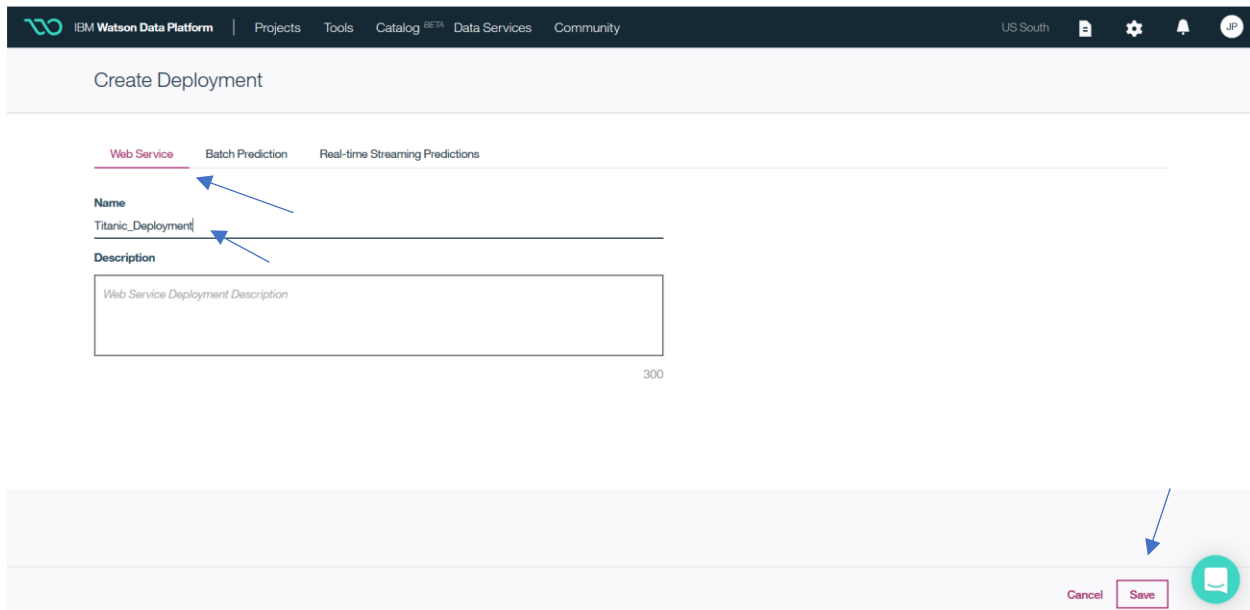 IBM Watson Data Platform | Projects Tools Catalog BETA Data Services Community US South JP
Create Deployment
Web Service Batch Prediction Real-time Streaming Predictions
Name
Titanic_Deployment
Description
Web Service Deployment Description
300
Cancel Save